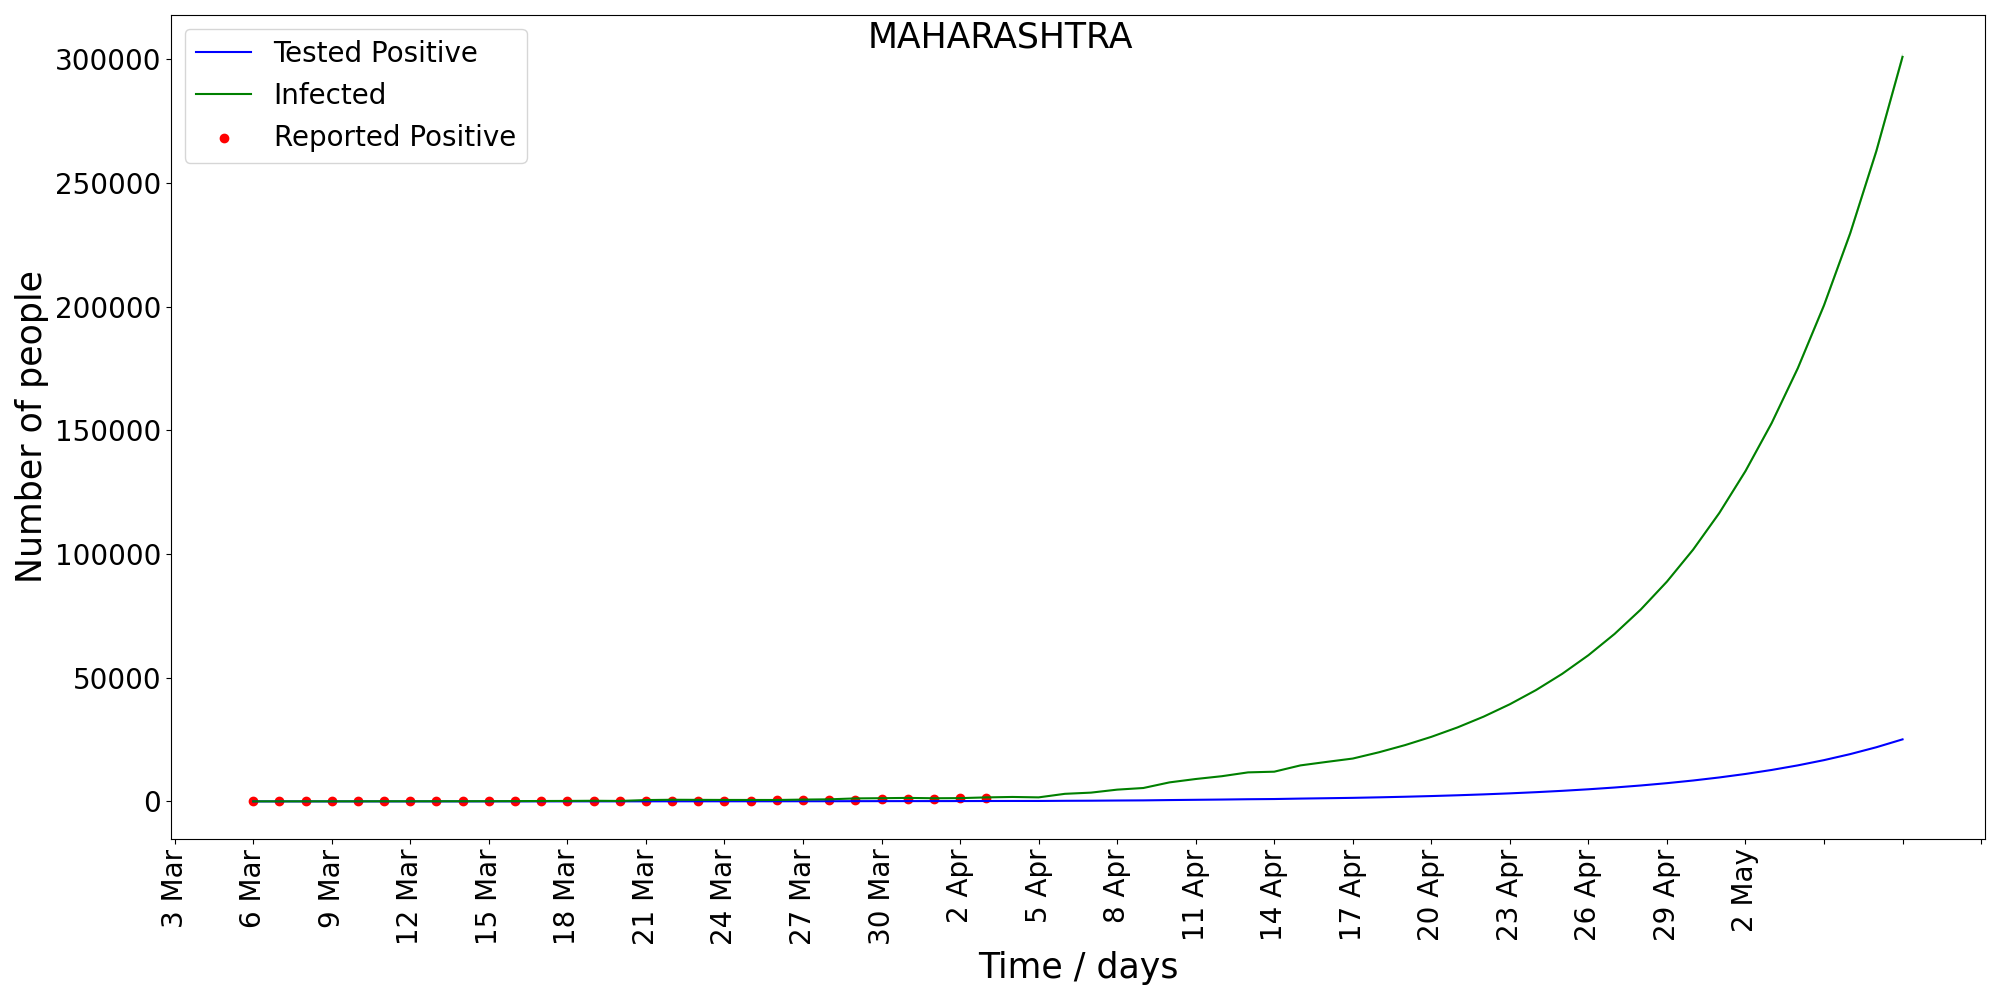 MAHARASHTRA
Tested Positive
Infected
Reported Positive
300000
250000
200000
150000
100000
50000
0
Number of people
3 Mar
6 Mar
9 Mar
12 Mar
15 Mar
18 Mar
21 Mar
24 Mar
27 Mar
30 Mar
2 Apr
5 Apr
8 Apr
11 Apr
14 Apr
17 Apr
20 Apr
23 Apr
26 Apr
29 Apr
2 May
Time / days